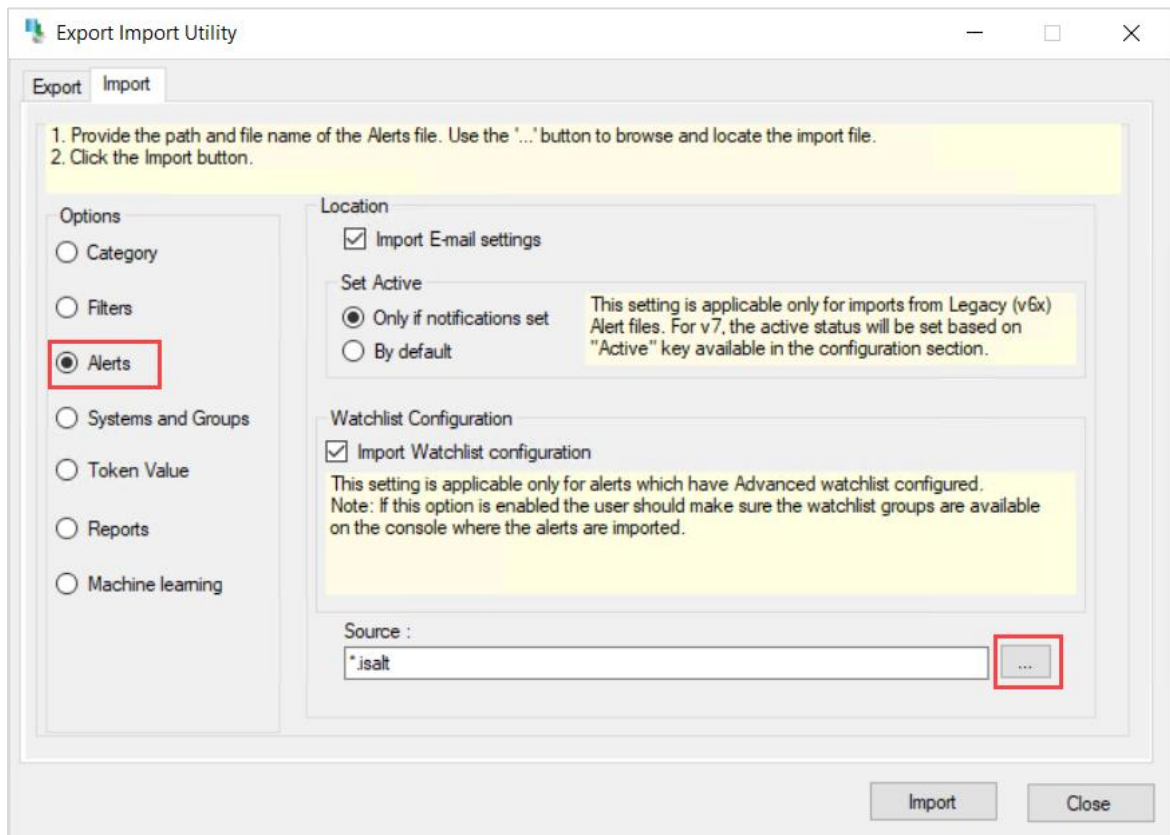 Export Import Utility
Export
Import
1. Provide the path and file name of the Alerts file. Use the '...' button to browse and locate the import file.
2. Click the Import button.
Options
Category
Filters
Alerts
Systems and Groups
Token Value
Reports
Machine learning
Location
Import E-mail settings
Set Active
Only if notifications set
By default
This setting is applicable only for imports from Legacy (v6x)
Alert files. For v7, the active status will be set based on
"Active" key available in the configuration section.
Watchlist Configuration
Import Watchlist configuration
This setting is applicable only for alerts which have Advanced watchlist configured.
Note: If this option is enabled the user should make sure the watchlist groups are available
on the console where the alerts are imported.
Source :
*.isalt
...
Import
Close